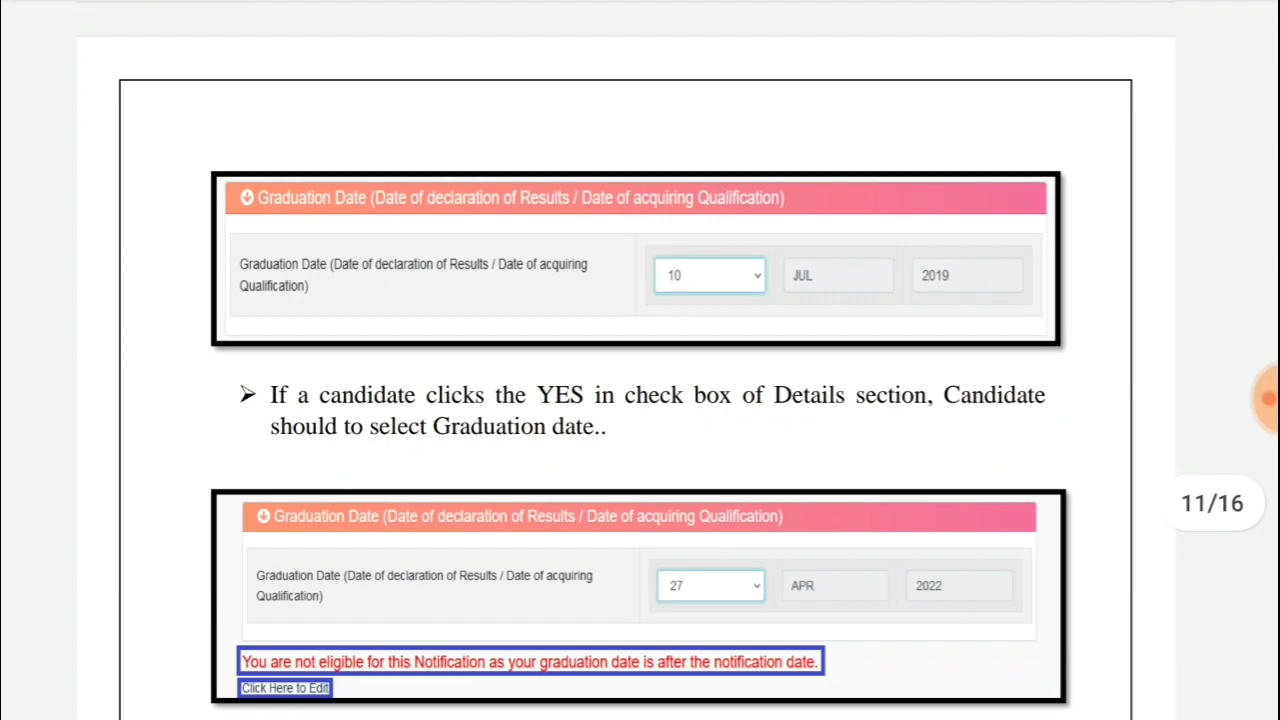 Graduation Date (Date of declaration of Results / Date of acquiring Qualification)
Graduation Date (Date of declaration of Results / Date of acquiring
Qualification)
10 JUL 2019
➢ If a candidate clicks the YES in check box of Details section, Candidate
should to select Graduation date..
Graduation Date (Date of declaration of Results / Date of acquiring Qualification)
Graduation Date (Date of declaration of Results / Date of acquiring
Qualification)
27 APR 2022
You are not eligible for this Notification as your graduation date is after the notification date.
Click Here to Edit
11/16